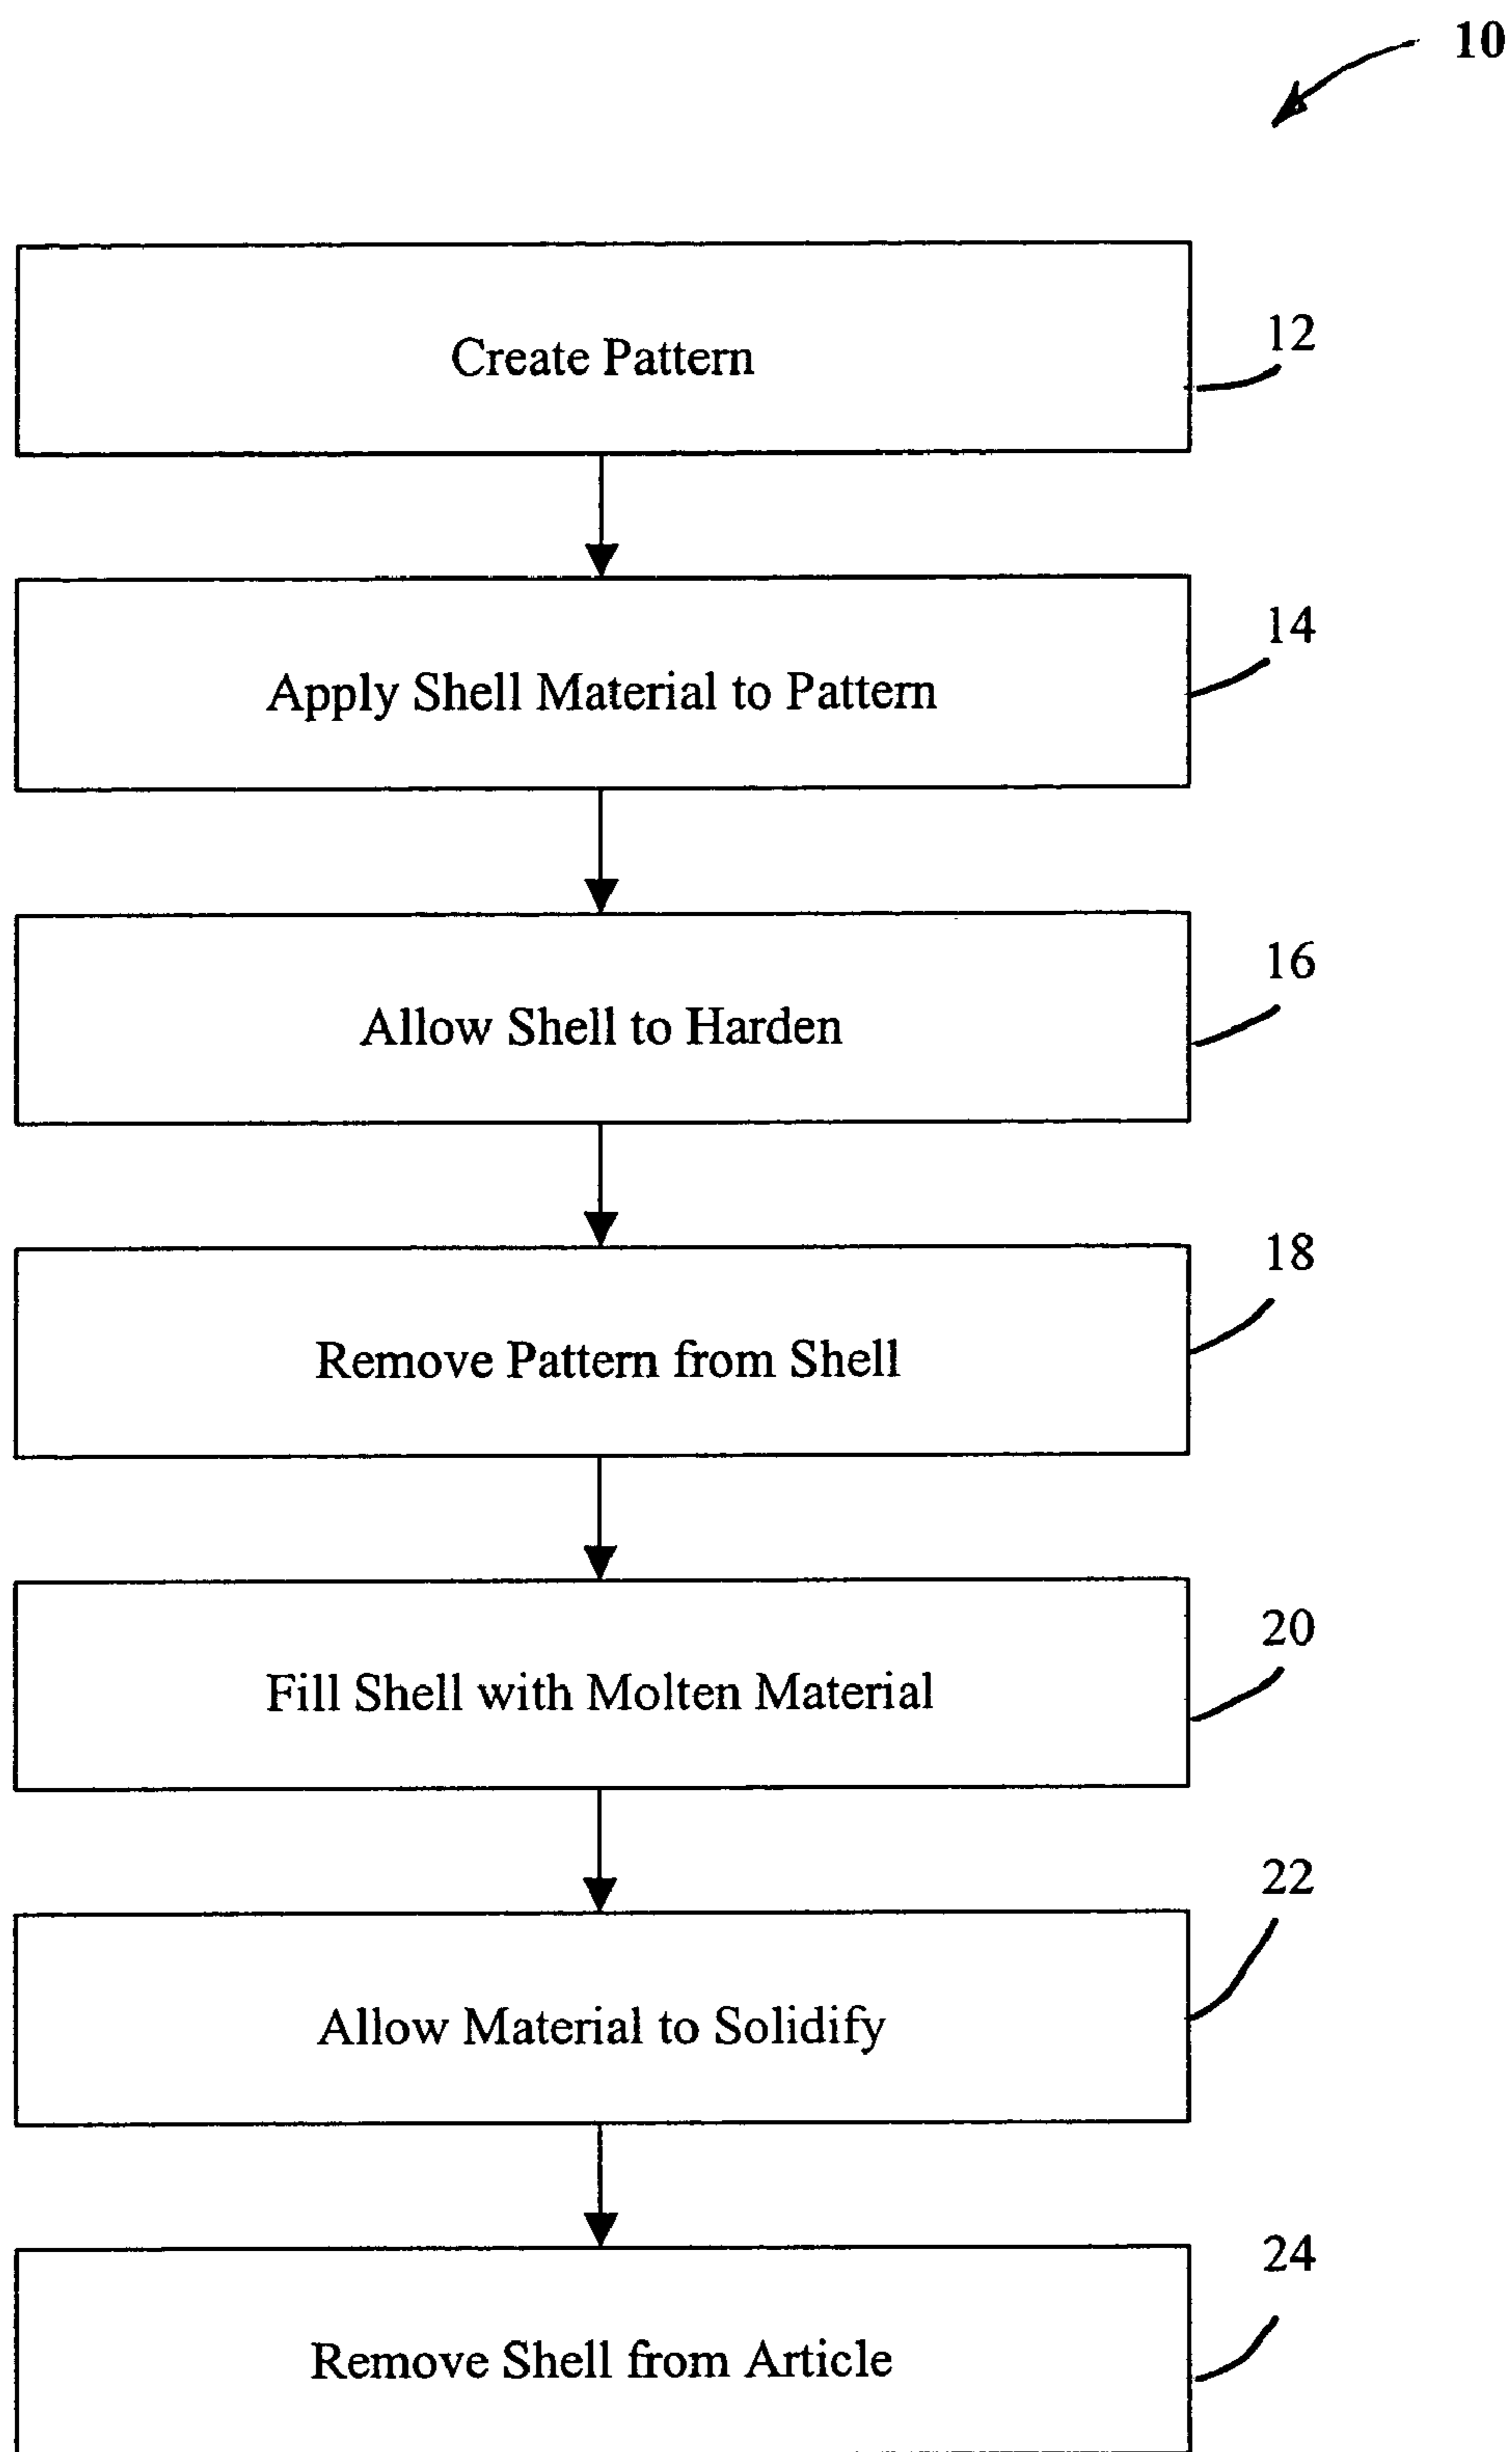 10
Create Pattern
12
Apply Shell Material to Pattern
14
Allow Shell to Harden
16
Remove Pattern from Shell
18
Fill Shell with Molten Material
20
Allow Material to Solidify
22
Remove Shell from Article
24